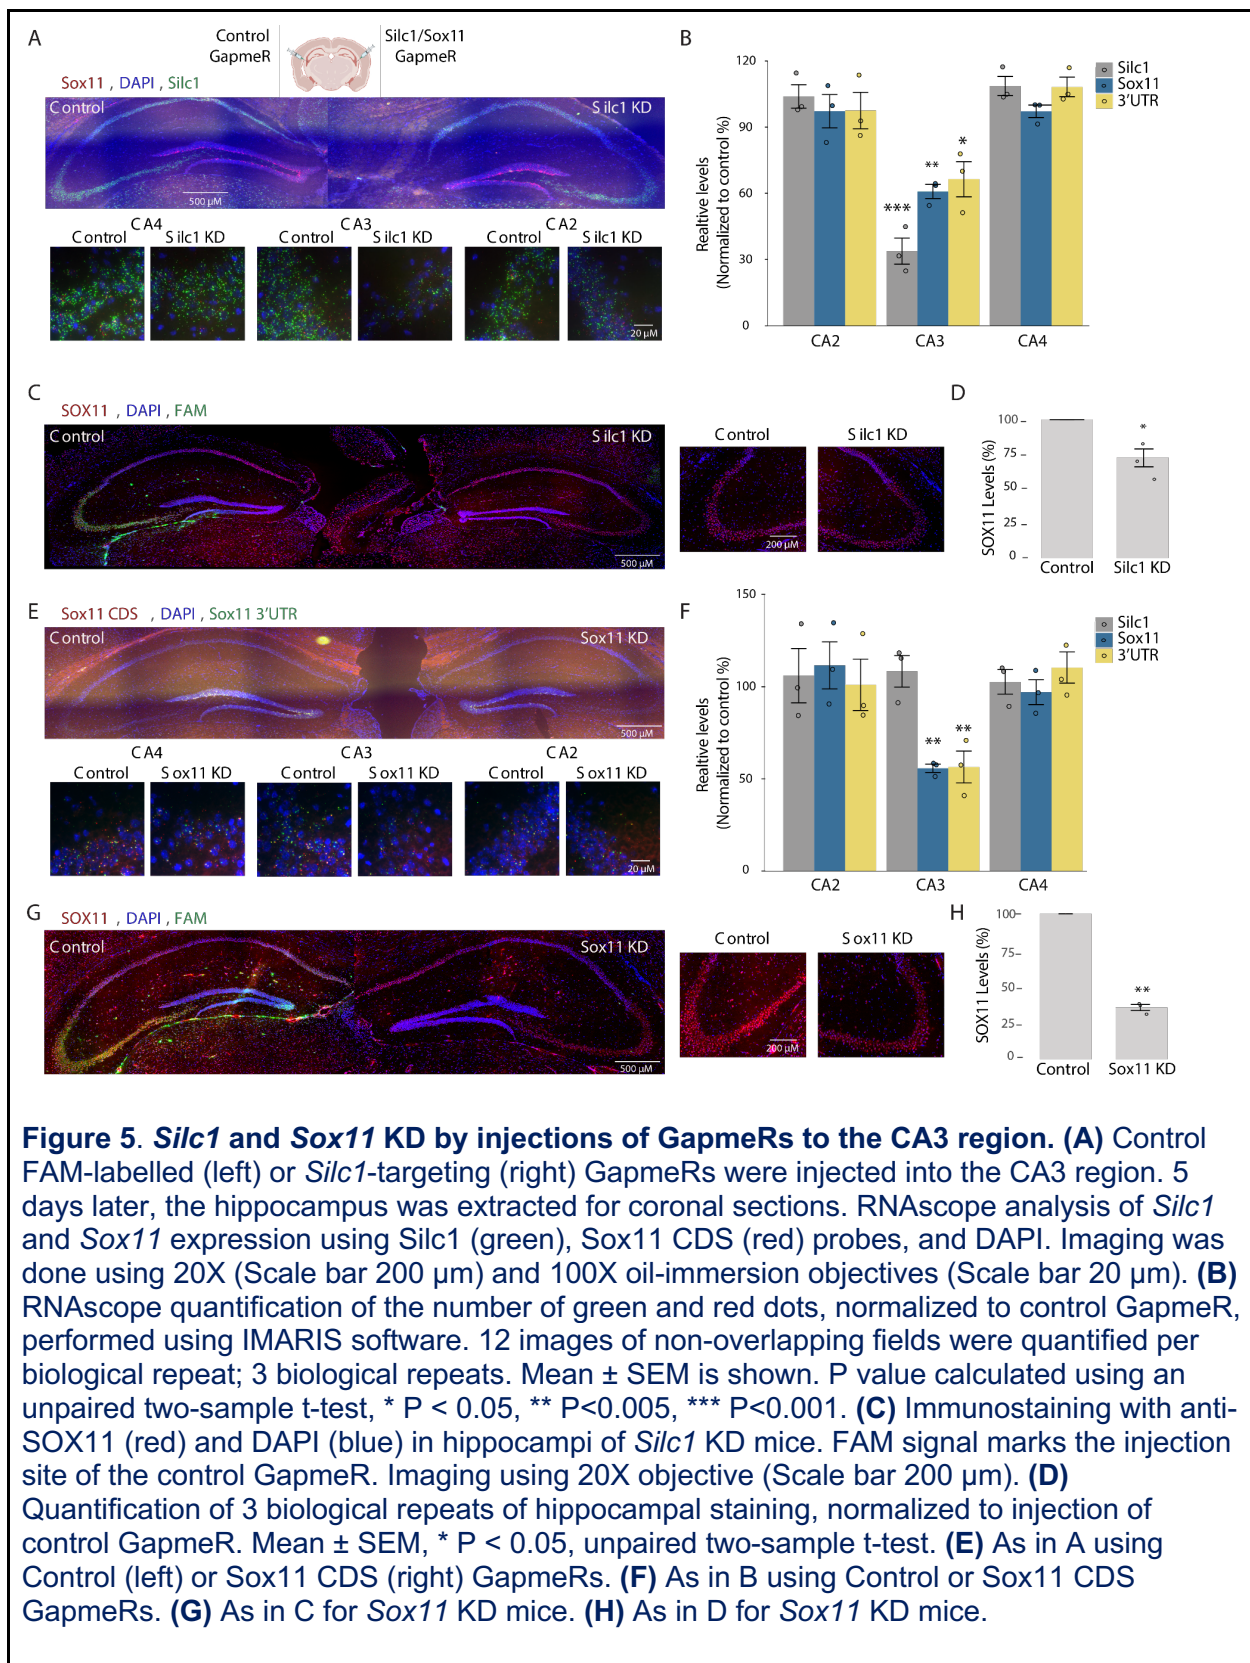 A
Control
GapmeR
Silc1/Sox11
GapmeR
Sox11 , DAPI , Silc1
Control
Silc1 KD
500 µM
CA4
CA3
CA2
Control
Silc1 KD
Control
Silc1 KD
Control
Silc1 KD
20 µM
B
Realtive levels
(Normalized to control %)
120
90
60
30
0
***
**
*
Silc1
Sox11
3'UTR
CA2
CA3
CA4
C
SOX11 , DAPI , FAM
Control
Silc1 KD
500 µM
Control
Silc1 KD
200 µM
D
SOX11 Levels (%)
100
75
50
25
0
*
Control
Silc1 KD
E
Sox11 CDS , DAPI , Sox11 3'UTR
Control
Sox11 KD
500 µM
CA4
CA3
CA2
Control
Sox11 KD
Control
Sox11 KD
Control
Sox11 KD
20 µM
F
Realtive levels
(Normalized to control %)
150
100
50
0
**
**
Silc1
Sox11
3'UTR
CA2
CA3
CA4
G
SOX11 , DAPI , FAM
Control
Sox11 KD
500 µM
Control
Sox11 KD
200 µM
H
SOX11 Levels (%)
100
75
50
25
0
**
Control
Sox11 KD
Figure 5. Silc1 and Sox11 KD by injections of GapmeRs to the CA3 region. (A) Control
FAM-labelled (left) or Silc1-targeting (right) GapmeRs were injected into the CA3 region. 5
days later, the hippocampus was extracted for coronal sections. RNAscope analysis of Silc1
and Sox11 expression using Silc1 (green), Sox11 CDS (red) probes, and DAPI. Imaging was
done using 20X (Scale bar 200 µm) and 100X oil-immersion objectives (Scale bar 20 µm). (B)
RNAscope quantification of the number of green and red dots, normalized to control GapmeR,
performed using IMARIS software. 12 images of non-overlapping fields were quantified per
biological repeat; 3 biological repeats. Mean ± SEM is shown. P value calculated using an
unpaired two-sample t-test, * P < 0.05, ** P<0.005, *** P<0.001. (C) Immunostaining with anti-
SOX11 (red) and DAPI (blue) in hippocampi of Silc1 KD mice. FAM signal marks the injection
site of the control GapmeR. Imaging using 20X objective (Scale bar 200 µm). (D)
Quantification of 3 biological repeats of hippocampal staining, normalized to injection of
control GapmeR. Mean ± SEM, * P < 0.05, unpaired two-sample t-test. (E) As in A using
Control (left) or Sox11 CDS (right) GapmeRs. (F) As in B using Control or Sox11 CDS
GapmeRs. (G) As in C for Sox11 KD mice. (H) As in D for Sox11 KD mice.